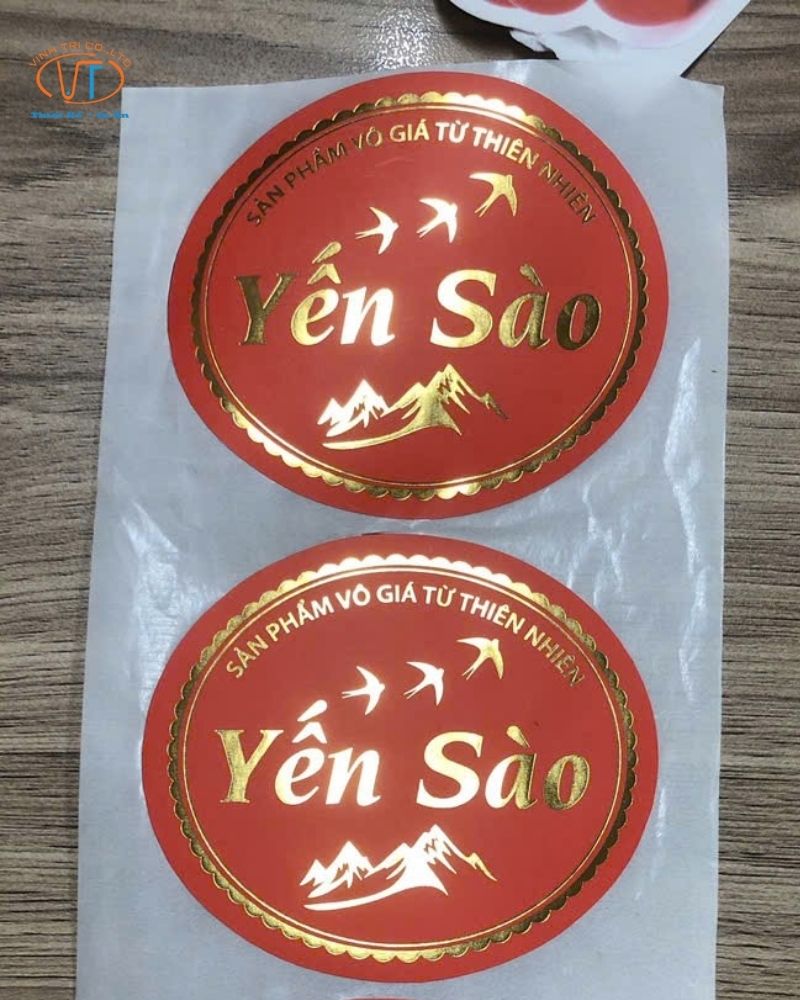 VINH TRI CO.,LTD
VT
SẢN PHẨM VÔ GIÁ TỪ THIÊN NHIÊN
Yến Sào
SẢN PHẨM VÔ GIÁ TỪ THIÊN NHIÊN
Yến Sào